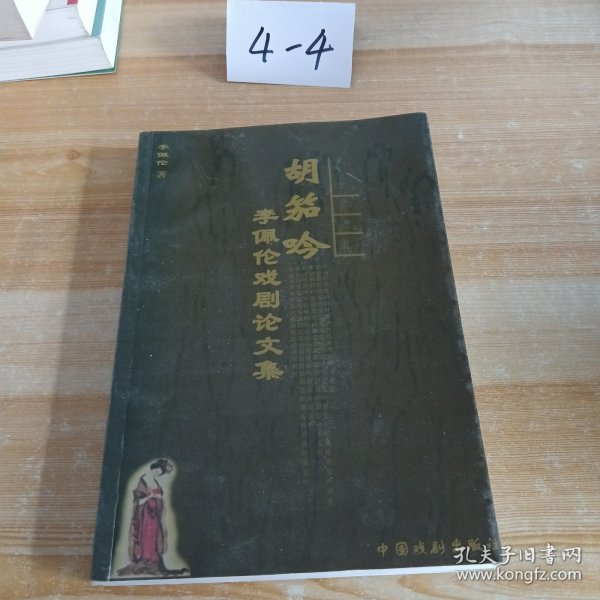 4-4
李佩伦 著
胡笳吟
李佩伦戏剧论文集
中国戏剧出版社
孔夫子旧书网
www.kongfz.com